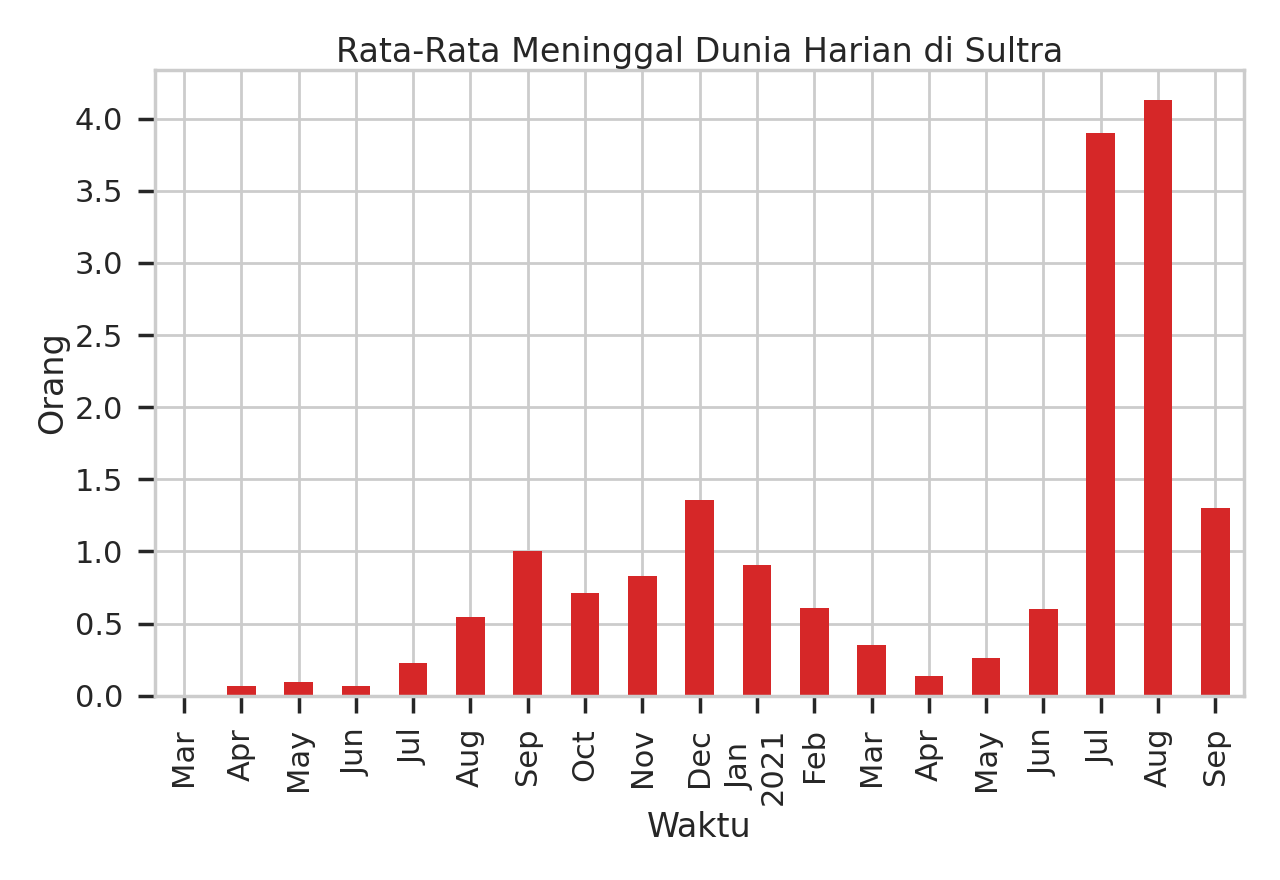 Rata-Rata Meninggal Dunia Harian di Sultra
4.0
3.5
3.0
2.5
2.0
1.5
1.0
0.5
0.0
Orang
Mar
Apr
May
Jun
Jul
Aug
Sep
Oct
Nov
Dec
Jan
2021
Feb
Mar
Apr
May
Jun
Jul
Aug
Sep
Waktu